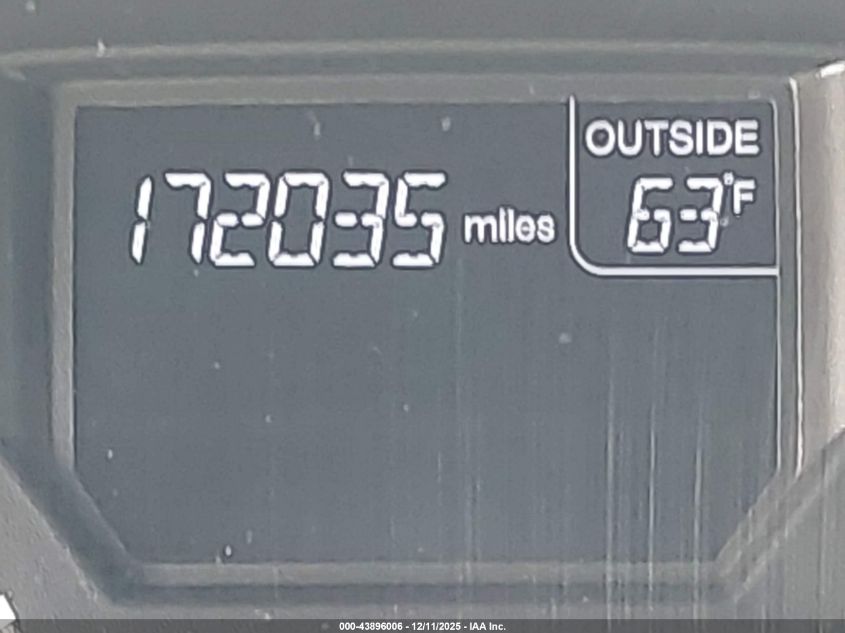 OUTSIDE
172035 miles
63°F
000-43896006 - 12/11/2025 - IAA Inc.